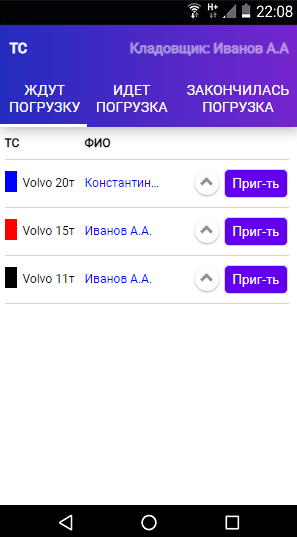 H+ 22:08
ТС Кладовщик: Иванов А.А
ЖДУТ ПОГРУЗКУ
ИДЕТ ПОГРУЗКА
ЗАКОНЧИЛАСЬ ПОГРУЗКА
ТС ФИО
Volvo 20т Константин... Приг-ть
Volvo 15т Иванов А.А. Приг-ть
Volvo 11т Иванов А.А. Приг-ть